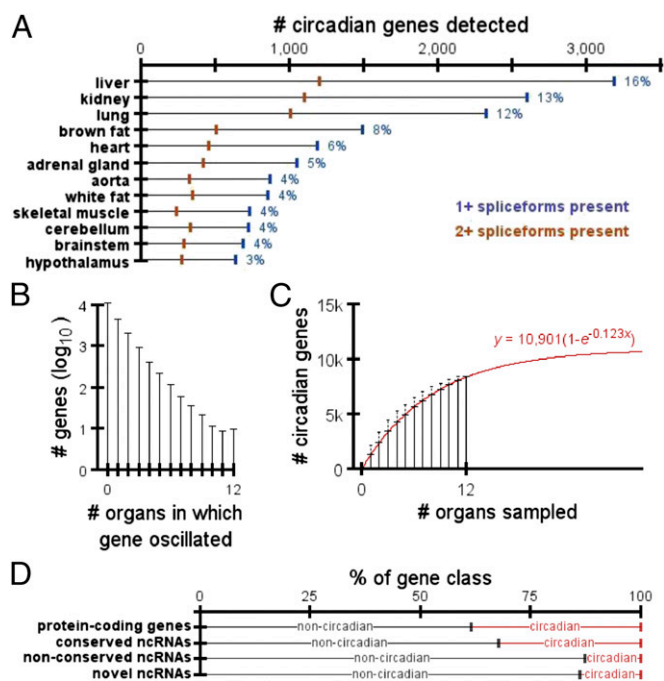 A
# circadian genes detected
0 1,000 2,000 3,000
liver 16%
kidney 13%
lung 12%
brown fat 8%
heart 6%
adrenal gland 5%
aorta 4%
white fat 4%
skeletal muscle 4%
cerebellum 4%
brainstem 4%
hypothalamus 3%
1+ spliceforms present
2+ spliceforms present
B
# genes (log10)
4
3
2
1
0
0 12
# organs in which
gene oscillated
C
# circadian genes
15k
10k
5k
0
y = 10,901(1-e-0.123x)
0 12
# organs sampled
D
% of gene class
0 25 50 75 100
protein-coding genes non-circadian circadian
conserved ncRNAs non-circadian circadian
non-conserved ncRNAs non-circadian circadian
novel ncRNAs non-circadian circadian